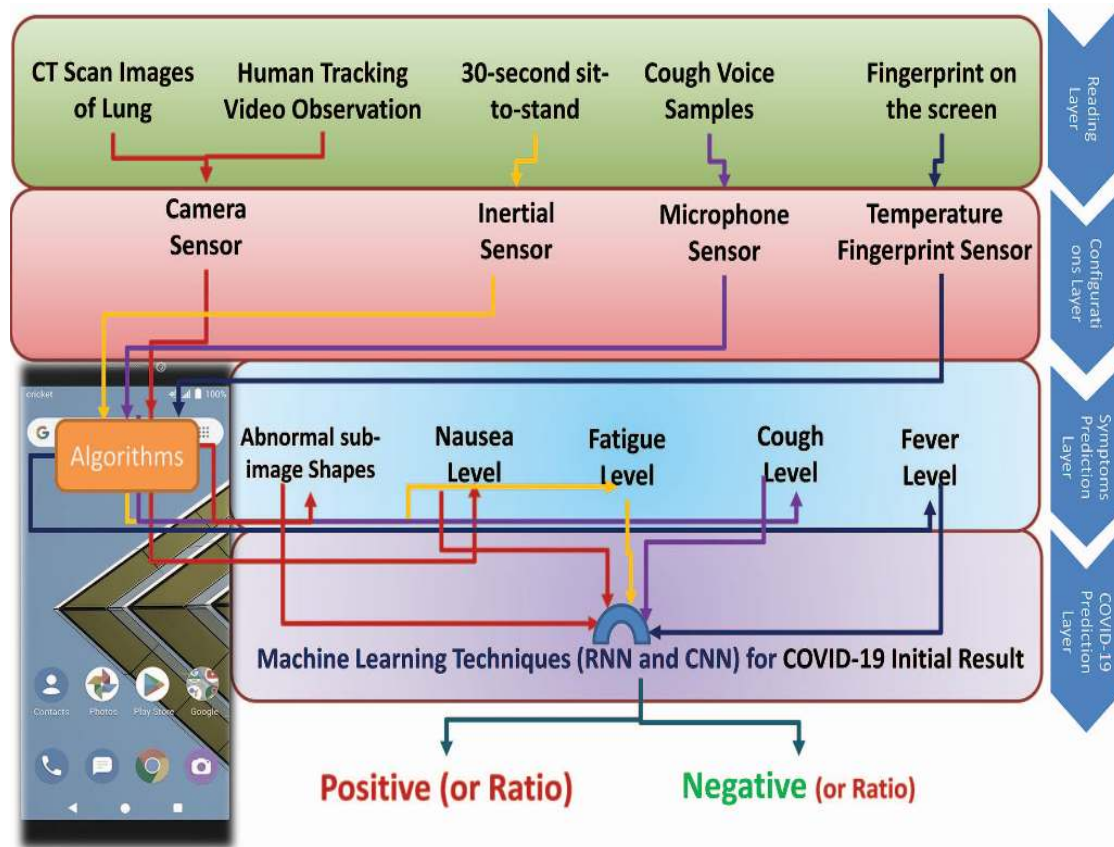 CT Scan Images
of Lung
Human Tracking
Video Observation
30-second sit-
to-stand
Cough Voice
Samples
Fingerprint on
the screen
Reading
Layer
Camera
Sensor
Inertial
Sensor
Microphone
Sensor
Temperature
Fingerprint Sensor
Configurati
ons Layer
cricket
100%
G
Algorithms
Abnormal sub-
image Shapes
Nausea
Level
Fatigue
Level
Cough
Level
Fever
Level
Symptoms
Prediction
Layer
Machine Learning Techniques (RNN and CNN) for COVID-19 Initial Result
COVID-19
Prediction
Layer
Contacts
Photos
Play Store
Google
Positive (or Ratio)
Negative (or Ratio)